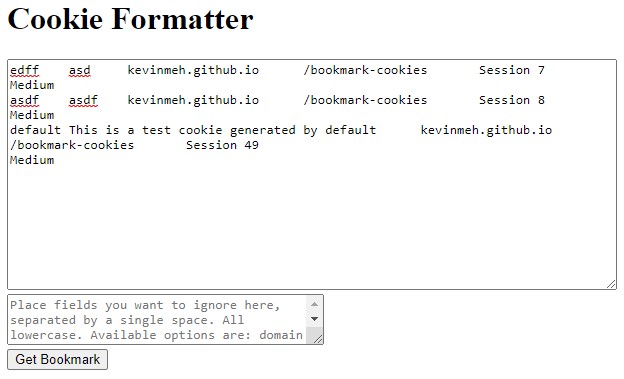 Cookie Formatter
edff asd kevinmeh.github.io /bookmark-cookies Session 7
Medium
asdf asdf kevinmeh.github.io /bookmark-cookies Session 8
Medium
default This is a test cookie generated by default kevinmeh.github.io
/bookmark-cookies Session 49
Medium
Place fields you want to ignore here,
separated by a single space. All
lowercase. Available options are: domain
Get Bookmark